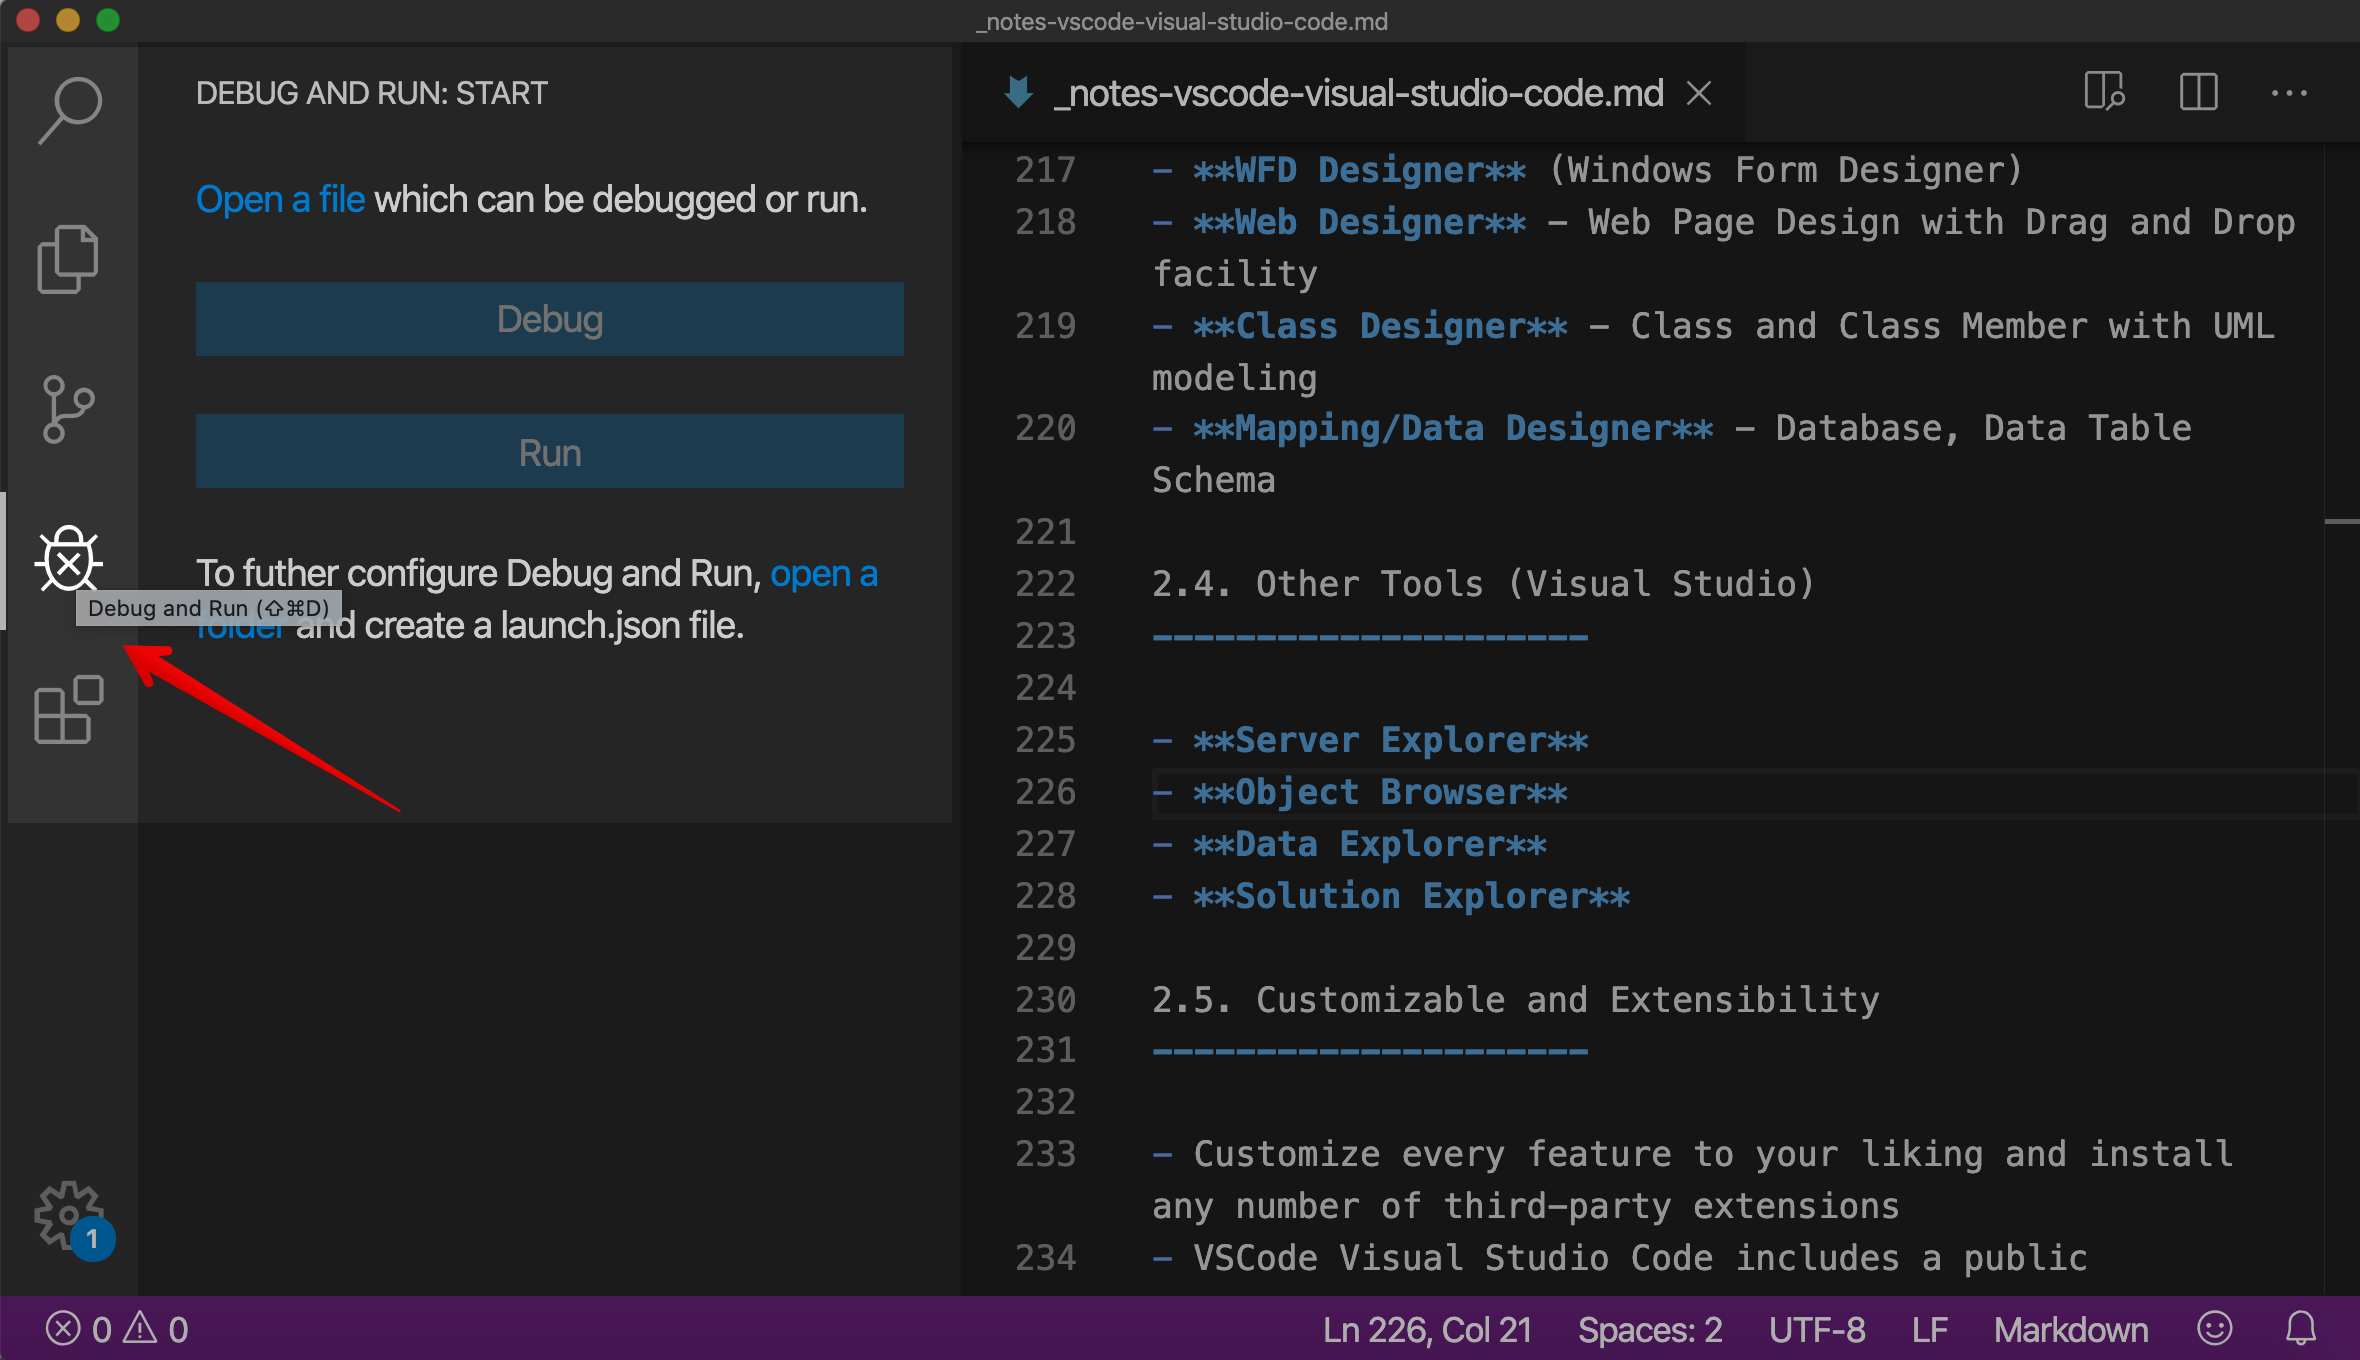 _notes-vscode-visual-studio-code.md
DEBUG AND RUN: START
Open a file which can be debugged or run.
Debug
Run
To futher configure Debug and Run, open a
folder and create a launch.json file.
Debug and Run (⇧⌘D)
1
_notes-vscode-visual-studio-code.md
217 - **WFD Designer** (Windows Form Designer)
218 - **Web Designer** - Web Page Design with Drag and Drop
facility
219 - **Class Designer** - Class and Class Member with UML
modeling
220 - **Mapping/Data Designer** - Database, Data Table
Schema
221
222 2.4. Other Tools (Visual Studio)
223 ---------------------
224
225 - **Server Explorer**
226 - **Object Browser**
227 - **Data Explorer**
228 - **Solution Explorer**
229
230 2.5. Customizable and Extensibility
231 ---------------------
232
233 - Customize every feature to your liking and install
any number of third-party extensions
234 - VSCode Visual Studio Code includes a public
0 0 Ln 226, Col 21 Spaces: 2 UTF-8 LF Markdown